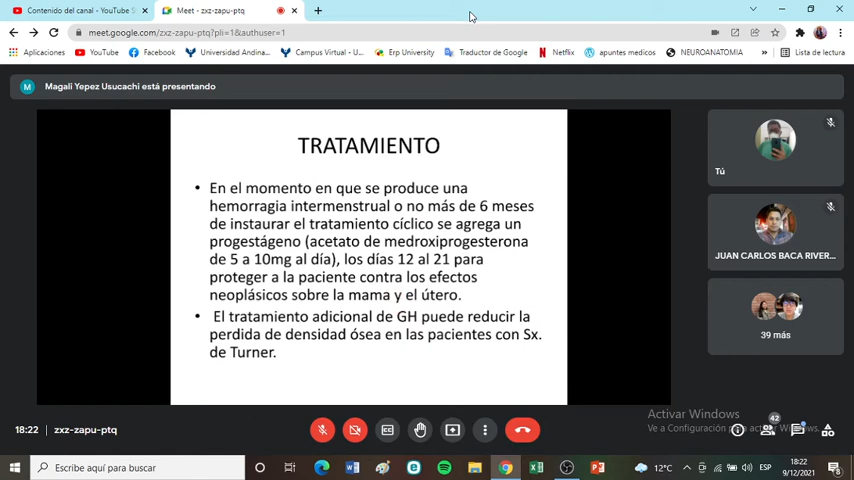 Contenido del canal - YouTube S
Meet - zxz-zapu-ptq
meet.google.com/zxz-zapu-ptq?pli=1&authuser=1
Aplicaciones
YouTube
Facebook
Universidad Andina...
Campus Virtual - U...
Erp University
Traductor de Google
Netflix
apuntes medicos
NEUROANATOMIA
Lista de lectura
M
Magali Yepez Usucachi está presentando
TRATAMIENTO
• En el momento en que se produce una
hemorragia intermenstrual o no más de 6 meses
de instaurar el tratamiento cíclico se agrega un
progestágeno (acetato de medroxiprogesterona
de 5 a 10mg al día), los días 12 al 21 para
proteger a la paciente contra los efectos
neoplásicos sobre la mama y el útero.
• El tratamiento adicional de GH puede reducir la
perdida de densidad ósea en las pacientes con Sx.
de Turner.
Tú
JUAN CARLOS BACA RIVER...
39 más
Activar Windows
Ve a Configuración para activar Windows.
18:22
zxz-zapu-ptq
42
Escribe aquí para buscar
12°C
ESP
18:22
9/12/2021